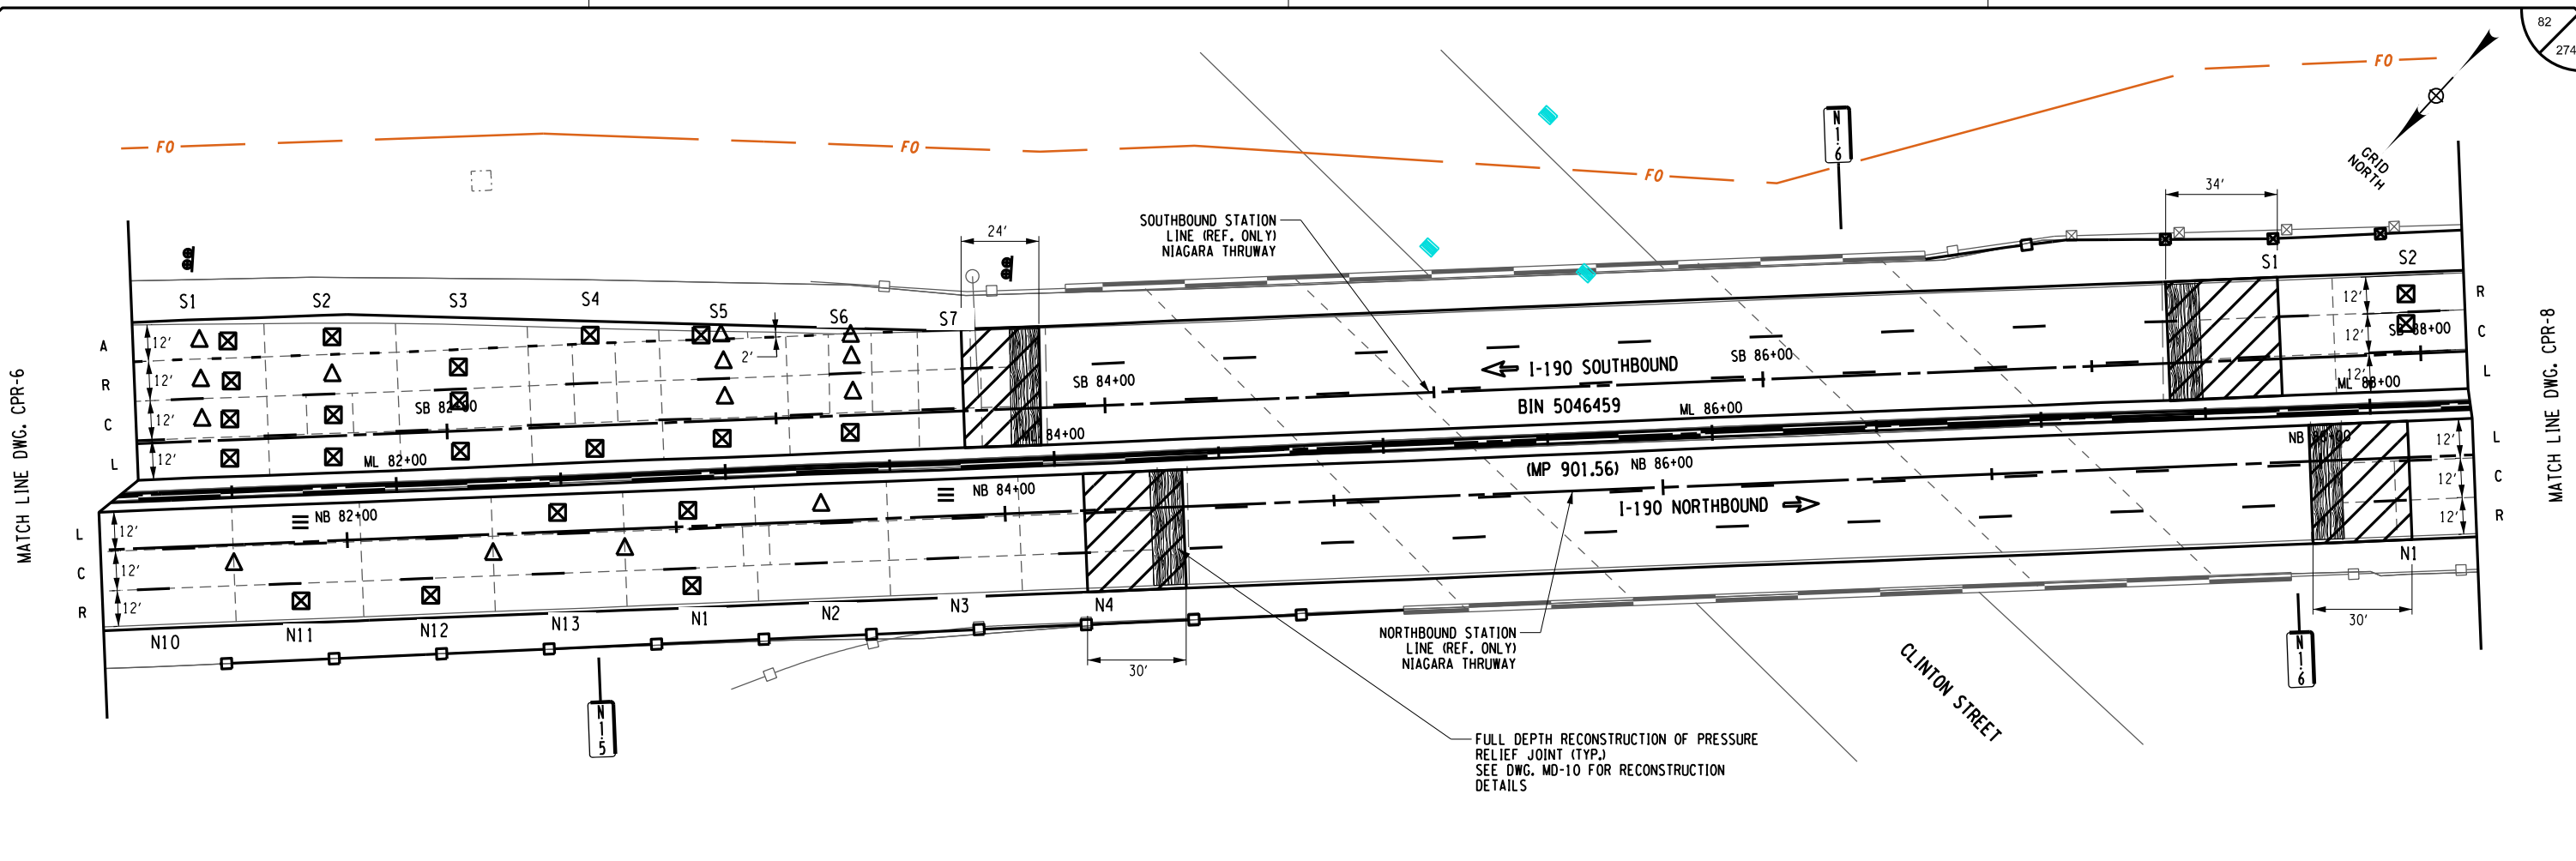 82
274
FO
FO
FO
FO
GRID
NORTH
N
1
6
34'
24'
SOUTHBOUND STATION
LINE (REF. ONLY)
NIAGARA THRUWAY
S1
S2
S3
S4
S5
S6
S7
S1
S2
A
R
C
L
12'
12'
12'
12'
2'
12'
12'
12'
R
C
L
SB 84+00
SB 86+00
SB 88+00
I-190 SOUTHBOUND
BIN 5046459
ML 82+00
ML 84+00
ML 86+00
ML 88+00
(MP 901.56)
NB 82+00
NB 84+00
NB 86+00
I-190 NORTHBOUND
L
C
R
12'
12'
12'
12'
12'
12'
L
C
R
N10
N11
N12
N13
N1
N2
N3
N4
N1
30'
30'
NORTHBOUND STATION
LINE (REF. ONLY)
NIAGARA THRUWAY
N
1
5
N
1
6
CLINTON STREET
FULL DEPTH RECONSTRUCTION OF PRESSURE
RELIEF JOINT (TYP.)
SEE DWG. MD-10 FOR RECONSTRUCTION
DETAILS
MATCH LINE DWG. CPR-6
MATCH LINE DWG. CPR-8